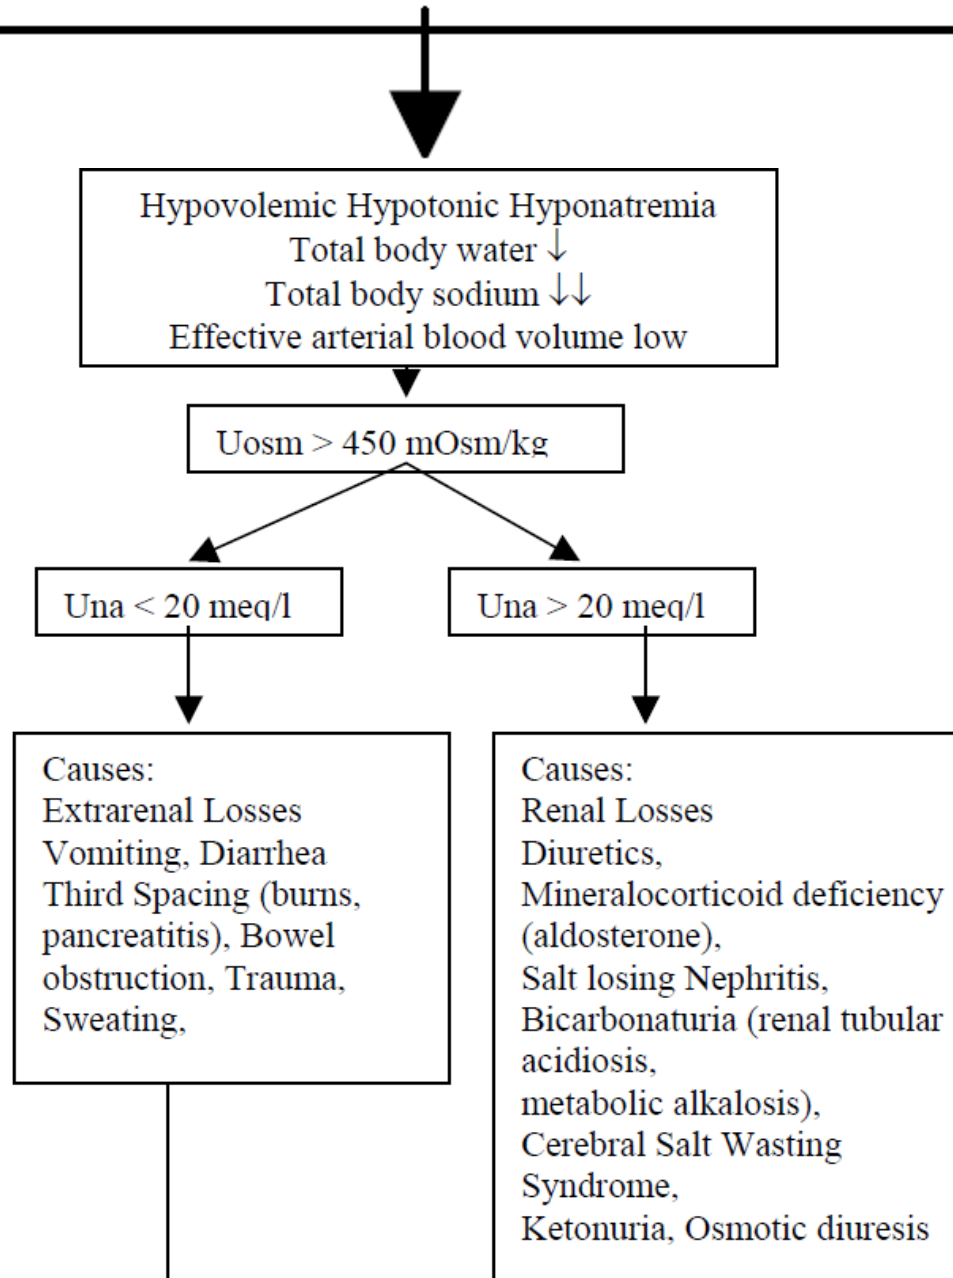 Hypovolemic Hypotonic Hyponatremia
Total body water ↓
Total body sodium ↓↓
Effective arterial blood volume low
Uosm > 450 mOsm/kg
Una < 20 meq/l
Una > 20 meq/l
Causes:
Extrarenal Losses
Vomiting, Diarrhea
Third Spacing (burns,
pancreatitis), Bowel
obstruction, Trauma,
Sweating,
Causes:
Renal Losses
Diuretics,
Mineralocorticoid deficiency
(aldosterone),
Salt losing Nephritis,
Bicarbonaturia (renal tubular
acidiosis,
metabolic alkalosis),
Cerebral Salt Wasting
Syndrome,
Ketonuria, Osmotic diuresis